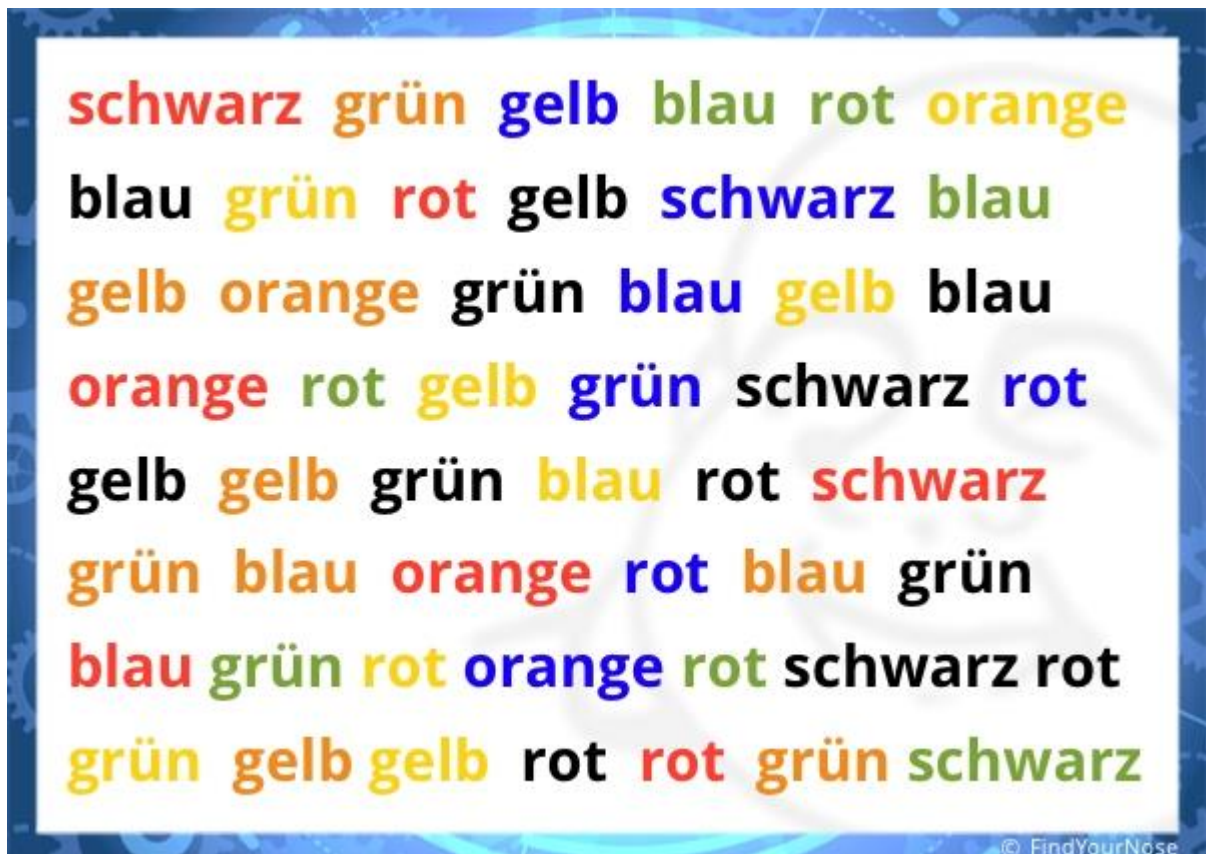 schwarz grün gelb blau rot orange
blau grün rot gelb schwarz blau
gelb orange grün blau gelb blau
orange rot gelb grün schwarz rot
gelb gelb grün blau rot schwarz
grün blau orange rot blau grün
blau grün rot orange rot schwarz rot
grün gelb gelb rot rot grün schwarz
© FindYourNose